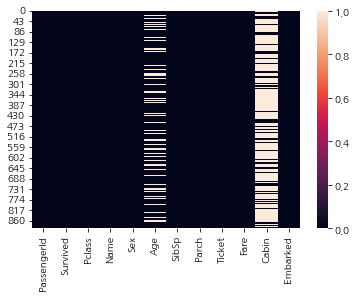 0
43
86
129
172
215
258
301
344
387
430
473
516
559
602
645
688
731
774
817
860
1.0
0.8
0.6
0.4
0.2
0.0
PassengerId
Survived
Pclass
Name
Sex
Age
SibSp
Parch
Ticket
Fare
Cabin
Embarked